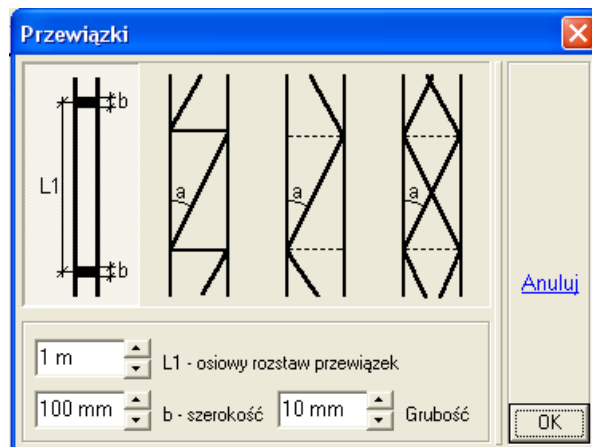 Przewiązki
b
L1
b
a
a
a
Anuluj
1 m
L1 - osiowy rozstaw przewiązek
100 mm
b - szerokość
10 mm
Grubość
OK